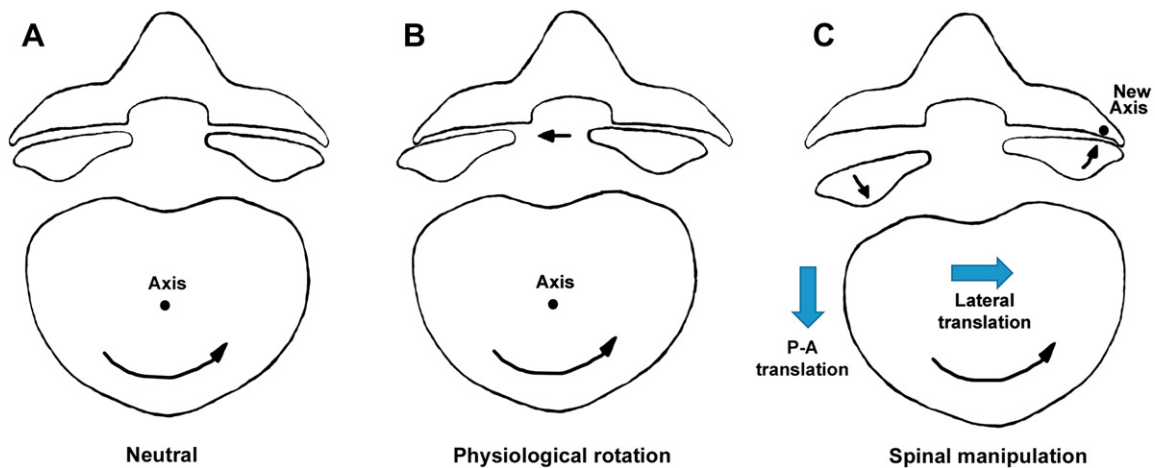 A
B
C
New
Axis
Axis
Axis
Lateral
translation
P-A
translation
Neutral
Physiological rotation
Spinal manipulation